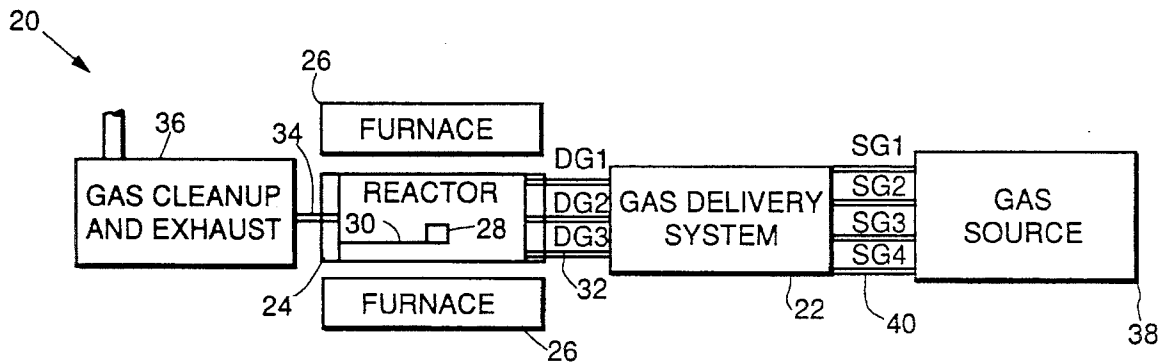 20
26
FURNACE
36
34
GAS CLEANUP
AND EXHAUST
REACTOR
30
28
24
DG1
DG2
DG3
32
GAS DELIVERY
SYSTEM
22
SG1
SG2
SG3
SG4
40
GAS
SOURCE
38
FURNACE
26